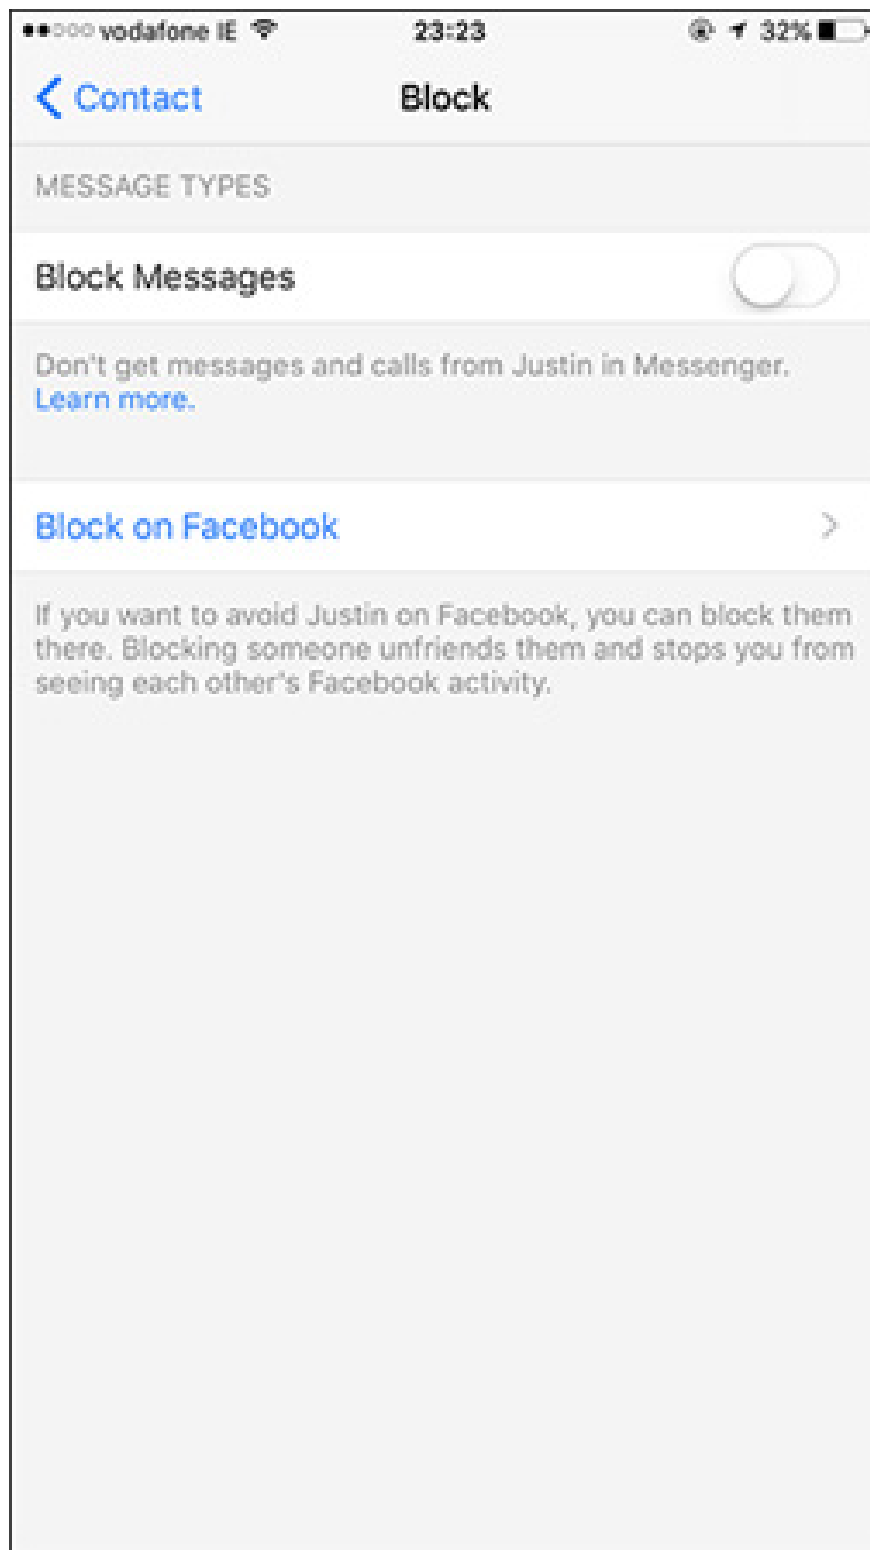 vodafone IE 23:23 32%
Contact Block
MESSAGE TYPES
Block Messages
Don't get messages and calls from Justin in Messenger.
Learn more.
Block on Facebook
If you want to avoid Justin on Facebook, you can block them
there. Blocking someone unfriends them and stops you from
seeing each other's Facebook activity.